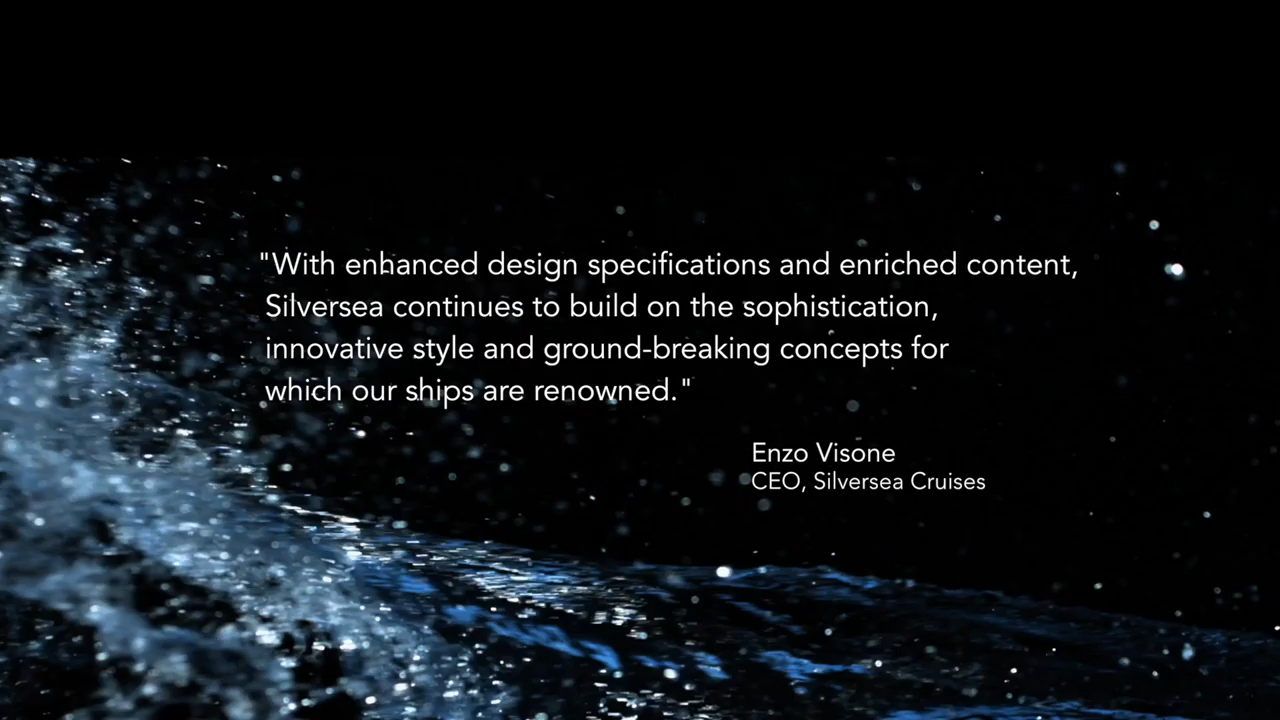 "With enhanced design specifications and enriched content,
Silversea continues to build on the sophistication,
innovative style and ground-breaking concepts for
which our ships are renowned."
Enzo Visone
CEO, Silversea Cruises